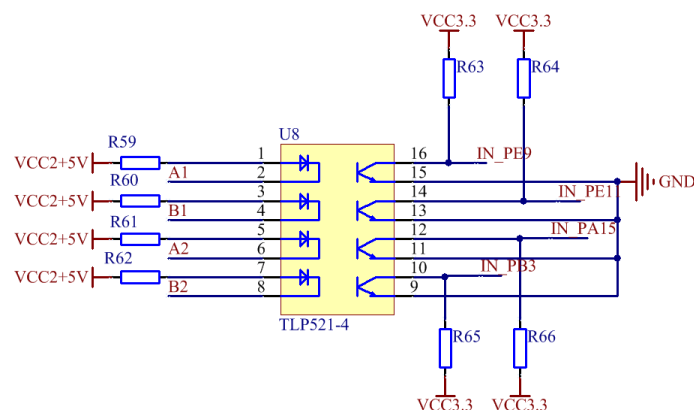 VCC3.3 VCC3.3
R63 R64
U8
R59
VCC2+5V 1 16 IN_PE9
A1 2 15
R60 GND
VCC2+5V 3 14 IN_PE1
B1 4 13
R61
VCC2+5V 5 12 IN_PA15
A2 6 11
R62
VCC2+5V 7 10 IN_PB3
B2 8 9
TLP521-4
R65 R66
VCC3.3 VCC3.3